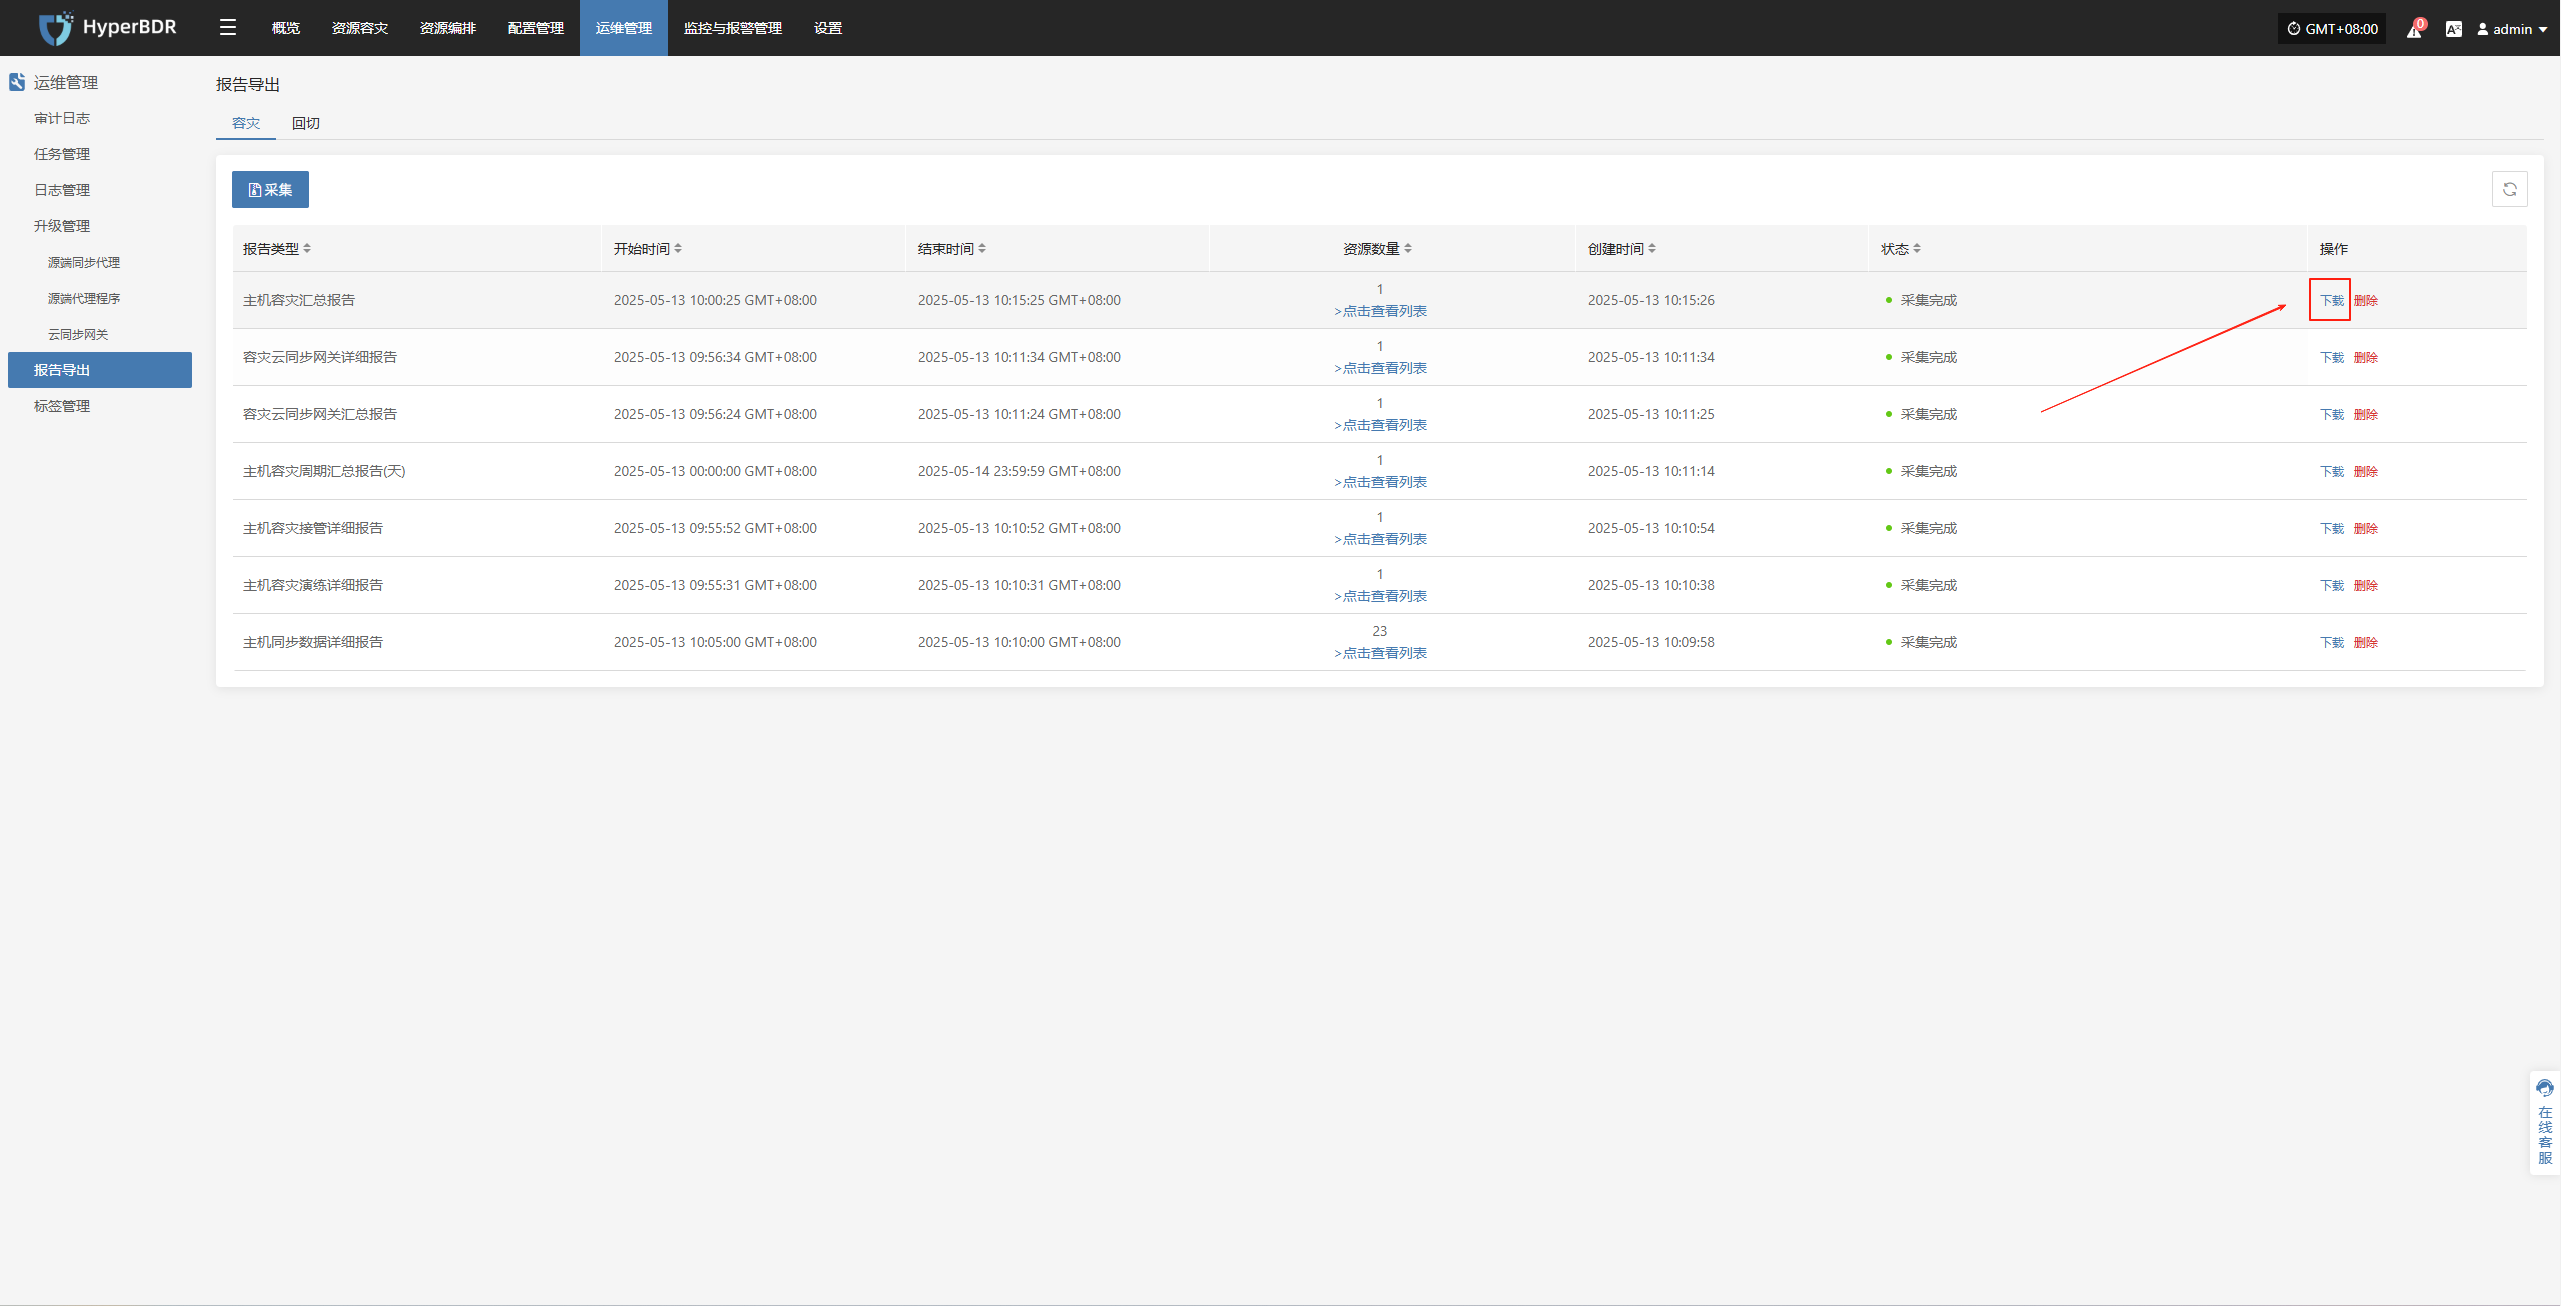 HyperBDR 概览 资源容灾 资源编排 配置管理 运维管理 监控与报警管理 设置 GMT+08:00 0 admin
运维管理
审计日志
任务管理
日志管理
升级管理
源端同步代理
源端代理程序
云同步网关
报告导出
标签管理
报告导出
容灾 回切
采集
报告类型 开始时间 结束时间 资源数量 创建时间 状态 操作
主机容灾汇总报告 2025-05-13 10:00:25 GMT+08:00 2025-05-13 10:15:25 GMT+08:00 1 2025-05-13 10:15:26 采集完成 下载 删除
>点击查看列表
容灾云同步网关详细报告 2025-05-13 09:56:34 GMT+08:00 2025-05-13 10:11:34 GMT+08:00 1 2025-05-13 10:11:34 采集完成 下载 删除
>点击查看列表
容灾云同步网关汇总报告 2025-05-13 09:56:24 GMT+08:00 2025-05-13 10:11:24 GMT+08:00 1 2025-05-13 10:11:25 采集完成 下载 删除
>点击查看列表
主机容灾周期汇总报告(天) 2025-05-13 00:00:00 GMT+08:00 2025-05-14 23:59:59 GMT+08:00 1 2025-05-13 10:11:14 采集完成 下载 删除
>点击查看列表
主机容灾接管详细报告 2025-05-13 09:55:52 GMT+08:00 2025-05-13 10:10:52 GMT+08:00 1 2025-05-13 10:10:54 采集完成 下载 删除
>点击查看列表
主机容灾演练详细报告 2025-05-13 09:55:31 GMT+08:00 2025-05-13 10:10:31 GMT+08:00 1 2025-05-13 10:10:38 采集完成 下载 删除
>点击查看列表
主机同步数据详细报告 2025-05-13 10:05:00 GMT+08:00 2025-05-13 10:10:00 GMT+08:00 23 2025-05-13 10:09:58 采集完成 下载 删除
>点击查看列表
在线客服